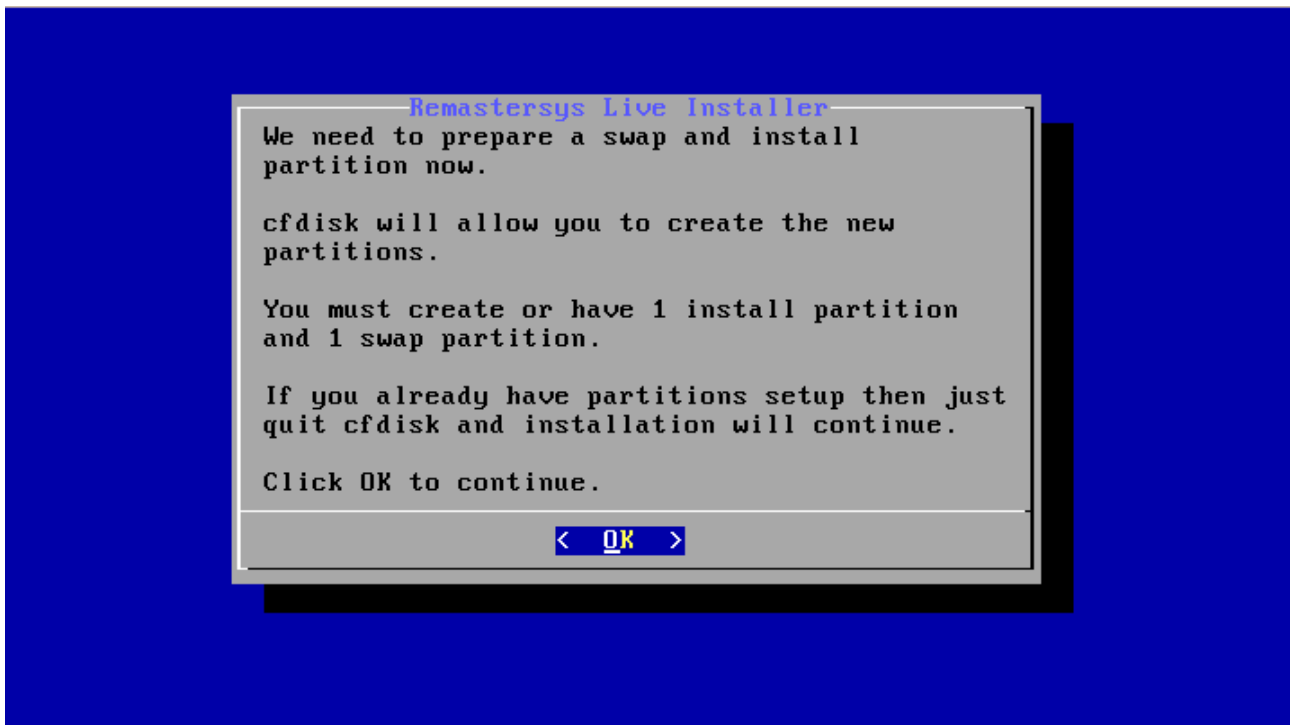 Remastersys Live Installer
We need to prepare a swap and install
partition now.
cfdisk will allow you to create the new
partitions.
You must create or have 1 install partition
and 1 swap partition.
If you already have partitions setup then just
quit cfdisk and installation will continue.
Click OK to continue.
< OK >